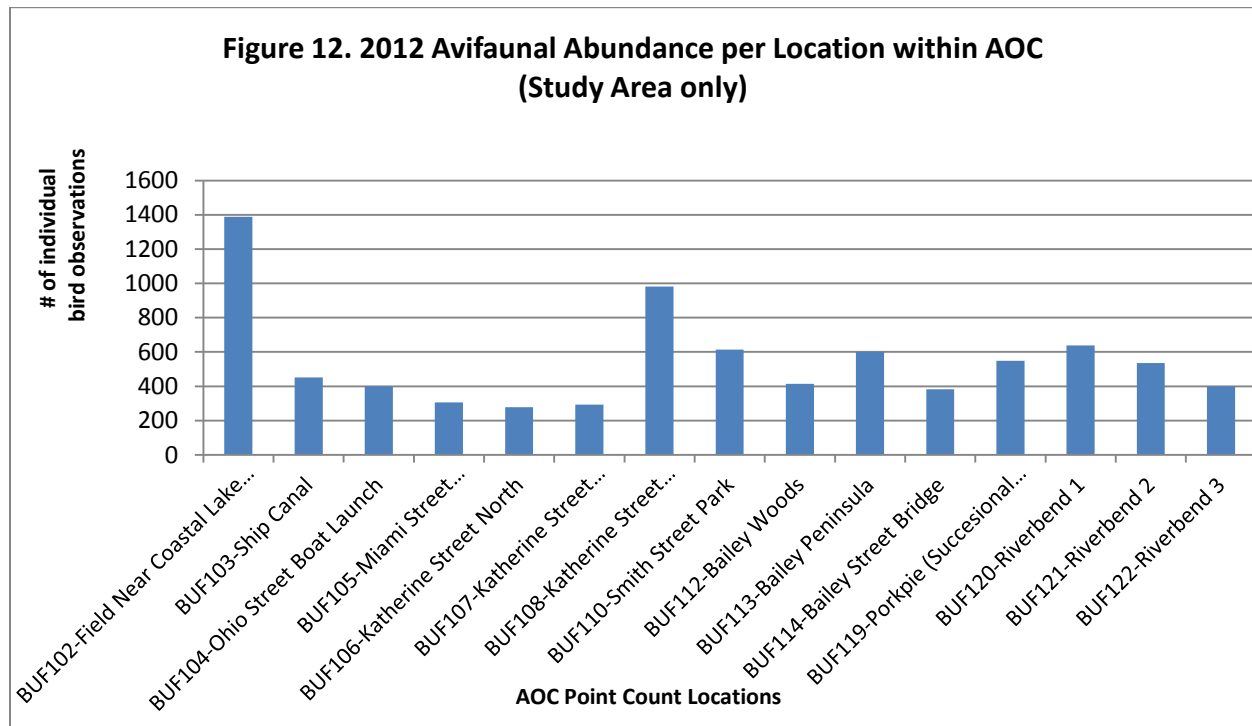 Figure 12. 2012 Avifaunal Abundance per Location within AOC
(Study Area only)
# of individual
bird observations
1600
1400
1200
1000
800
600
400
200
0
BUF102-Field Near Coastal Lake...
BUF103-Ship Canal
BUF104-Ohio Street Boat Launch
BUF105-Miami Street...
BUF106-Katherine Street North
BUF107-Katherine Street...
BUF108-Katherine Street...
BUF110-Smith Street Park
BUF112-Bailey Woods
BUF113-Bailey Peninsula
BUF114-Bailey Street Bridge
BUF119-Porkpie (Succesional...
BUF120-Riverbend 1
BUF121-Riverbend 2
BUF122-Riverbend 3
AOC Point Count Locations